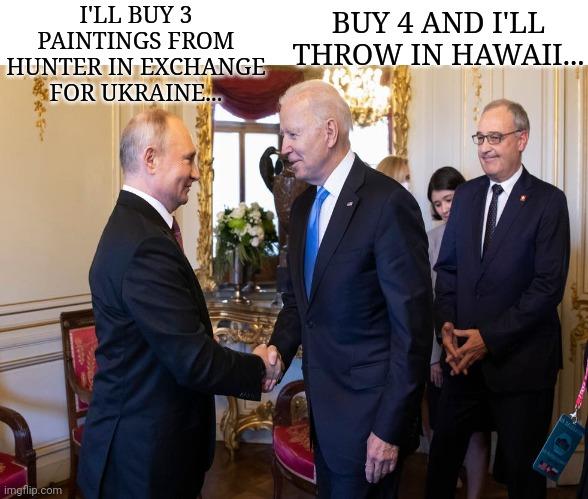 I'LL BUY 3
PAINTINGS FROM
HUNTER IN EXCHANGE
FOR UKRAINE...
BUY 4 AND I'LL
THROW IN HAWAII...
imgflip.com